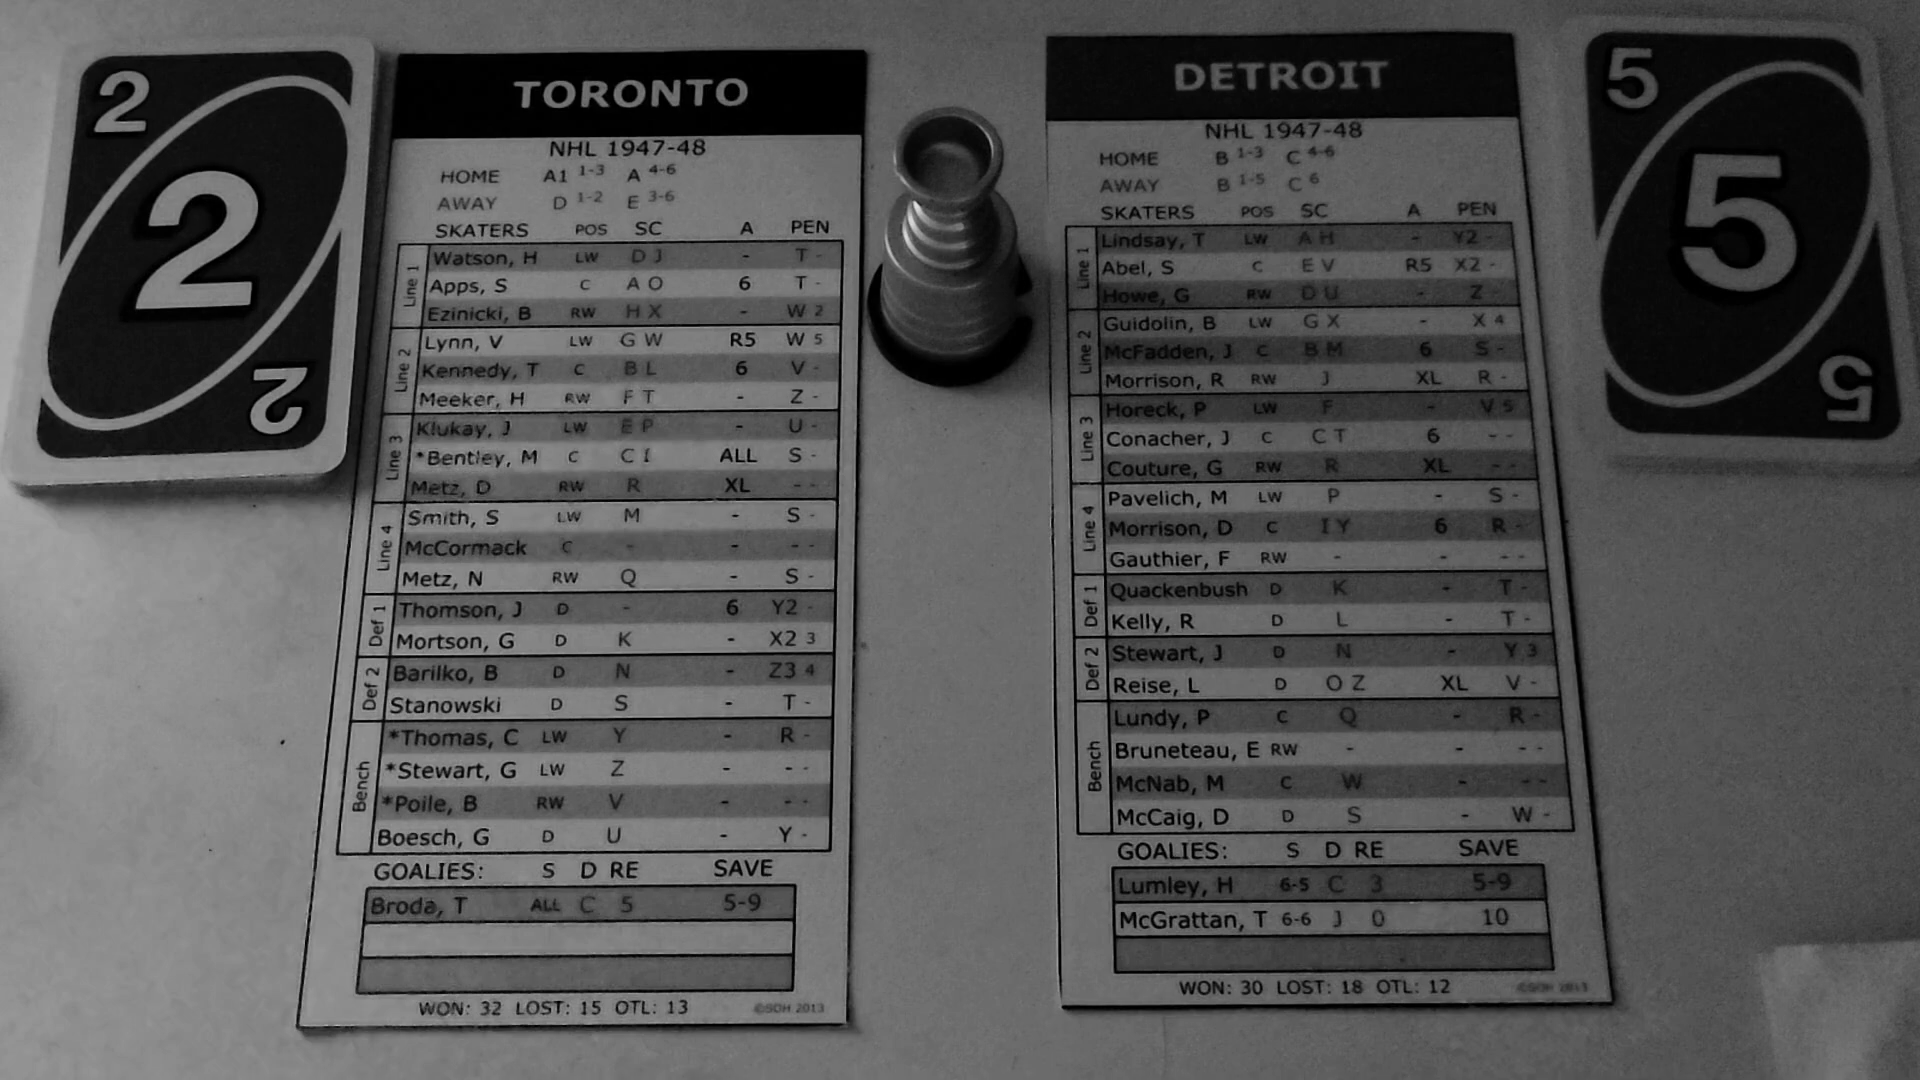 2
2
2
TORONTO
NHL 1947-48
HOME A1 1-3 A 4-6
AWAY D 1-2 E 3-6
SKATERS POS SC A PEN
Line 1
Watson, H LW D J - T -
Apps, S C A O 6 T -
Ezinicki, B RW H X - W 2
Line 2
Lynn, V LW G W R5 W 5
Kennedy, T C B L 6 V -
Meeker, H RW F T - Z -
Line 3
Klukay, J LW E P - U -
*Bentley, M C C I ALL S -
Metz, D RW R XL - -
Line 4
Smith, S LW M - S -
McCormack C - - - -
Metz, N RW Q - S -
Def 1
Thomson, J D - 6 Y2 -
Mortson, G D K - X2 3
Def 2
Barilko, B D N - Z3 4
Stanowski D S - T -
Bench
*Thomas, C LW Y - R -
*Stewart, G LW Z - - -
*Poile, B RW V - - -
Boesch, G D U - Y -
GOALIES: S D RE SAVE
Broda, T ALL C 5 5-9
WON: 32 LOST: 15 OTL: 13
©SOH 2013
DETROIT
NHL 1947-48
HOME B 1-3 C 4-6
AWAY B 1-5 C 6
SKATERS POS SC A PEN
Line 1
Lindsay, T LW A H - Y2 -
Abel, S C E V R5 X2 -
Howe, G RW D U - Z -
Line 2
Guidolin, B LW G X - X 4
McFadden, J C B M 6 S -
Morrison, R RW J XL R -
Line 3
Horeck, P LW F - V 5
Conacher, J C C T 6 - -
Couture, G RW R XL - -
Line 4
Pavelich, M LW P - S -
Morrison, D C I Y 6 R -
Gauthier, F RW - - - -
Def 1
Quackenbush D K - T -
Kelly, R D L - T -
Def 2
Stewart, J D N - Y 3
Reise, L D O Z XL V -
Bench
Lundy, P C Q - R -
Bruneteau, E RW - - - -
McNab, M C W - - -
McCaig, D D S - W -
GOALIES: S D RE SAVE
Lumley, H 6-5 C 3 5-9
McGrattan, T 6-6 J 0 10
WON: 30 LOST: 18 OTL: 12
©SOH 2013
5
5
5